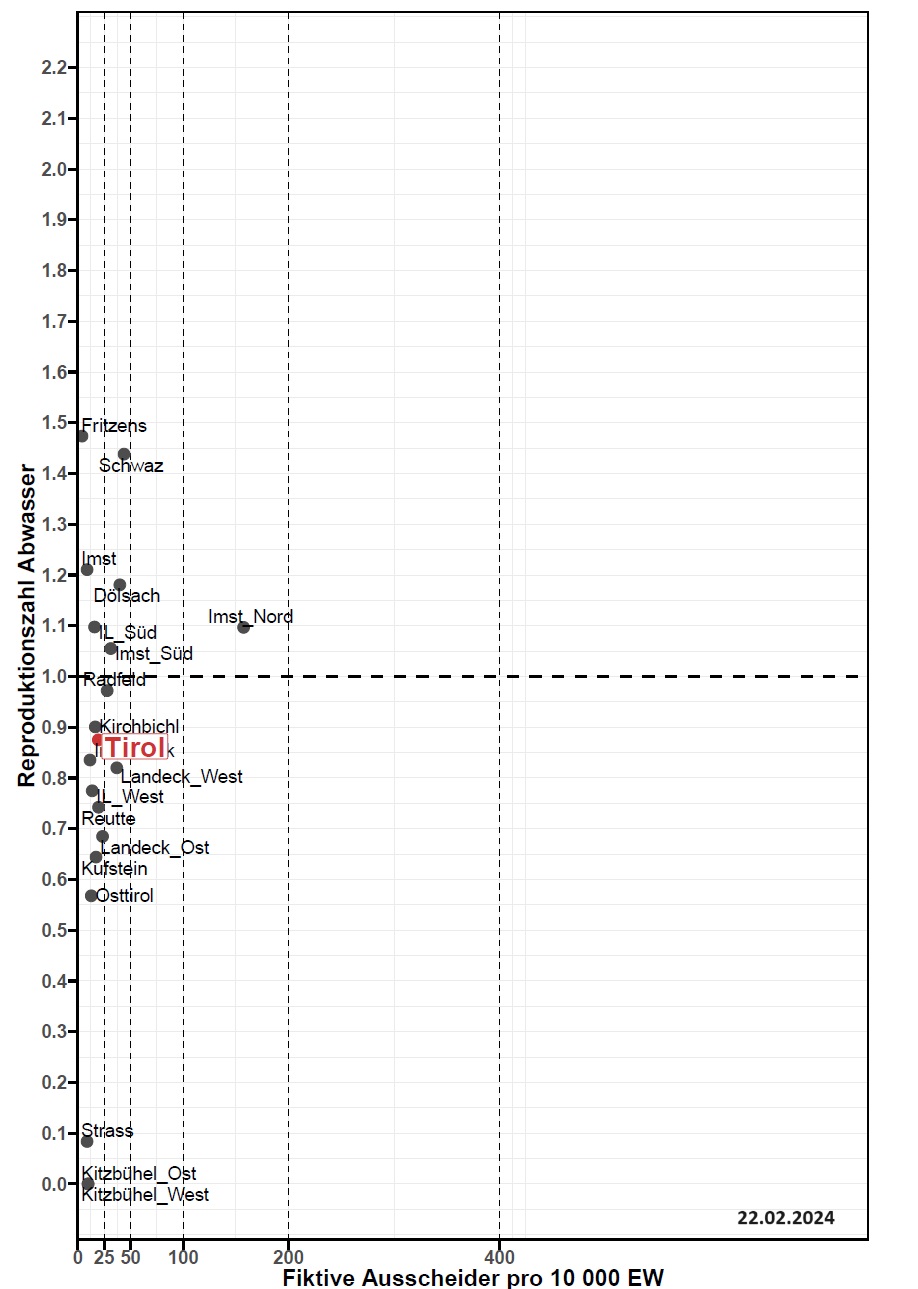 2.2
2.1
2.0
1.9
1.8
1.7
1.6
1.5
Fritzens
Schwaz
1.4
1.3
Imst
1.2
Dölsach
Imst_Nord
1.1
IL_Süd
Imst_Süd
1.0
Radfeld
0.9
Kirchbichl
Tirol
0.8
Landeck_West
IL_West
Reutte
0.7
Landeck_Ost
Kufstein
0.6
Osttirol
0.5
0.4
0.3
0.2
0.1
Strass
Kitzbühel_Ost
0.0
Kitzbühel_West
22.02.2024
0 25 50 100 200 400
Fiktive Ausscheider pro 10 000 EW
Reproduktionszahl Abwasser